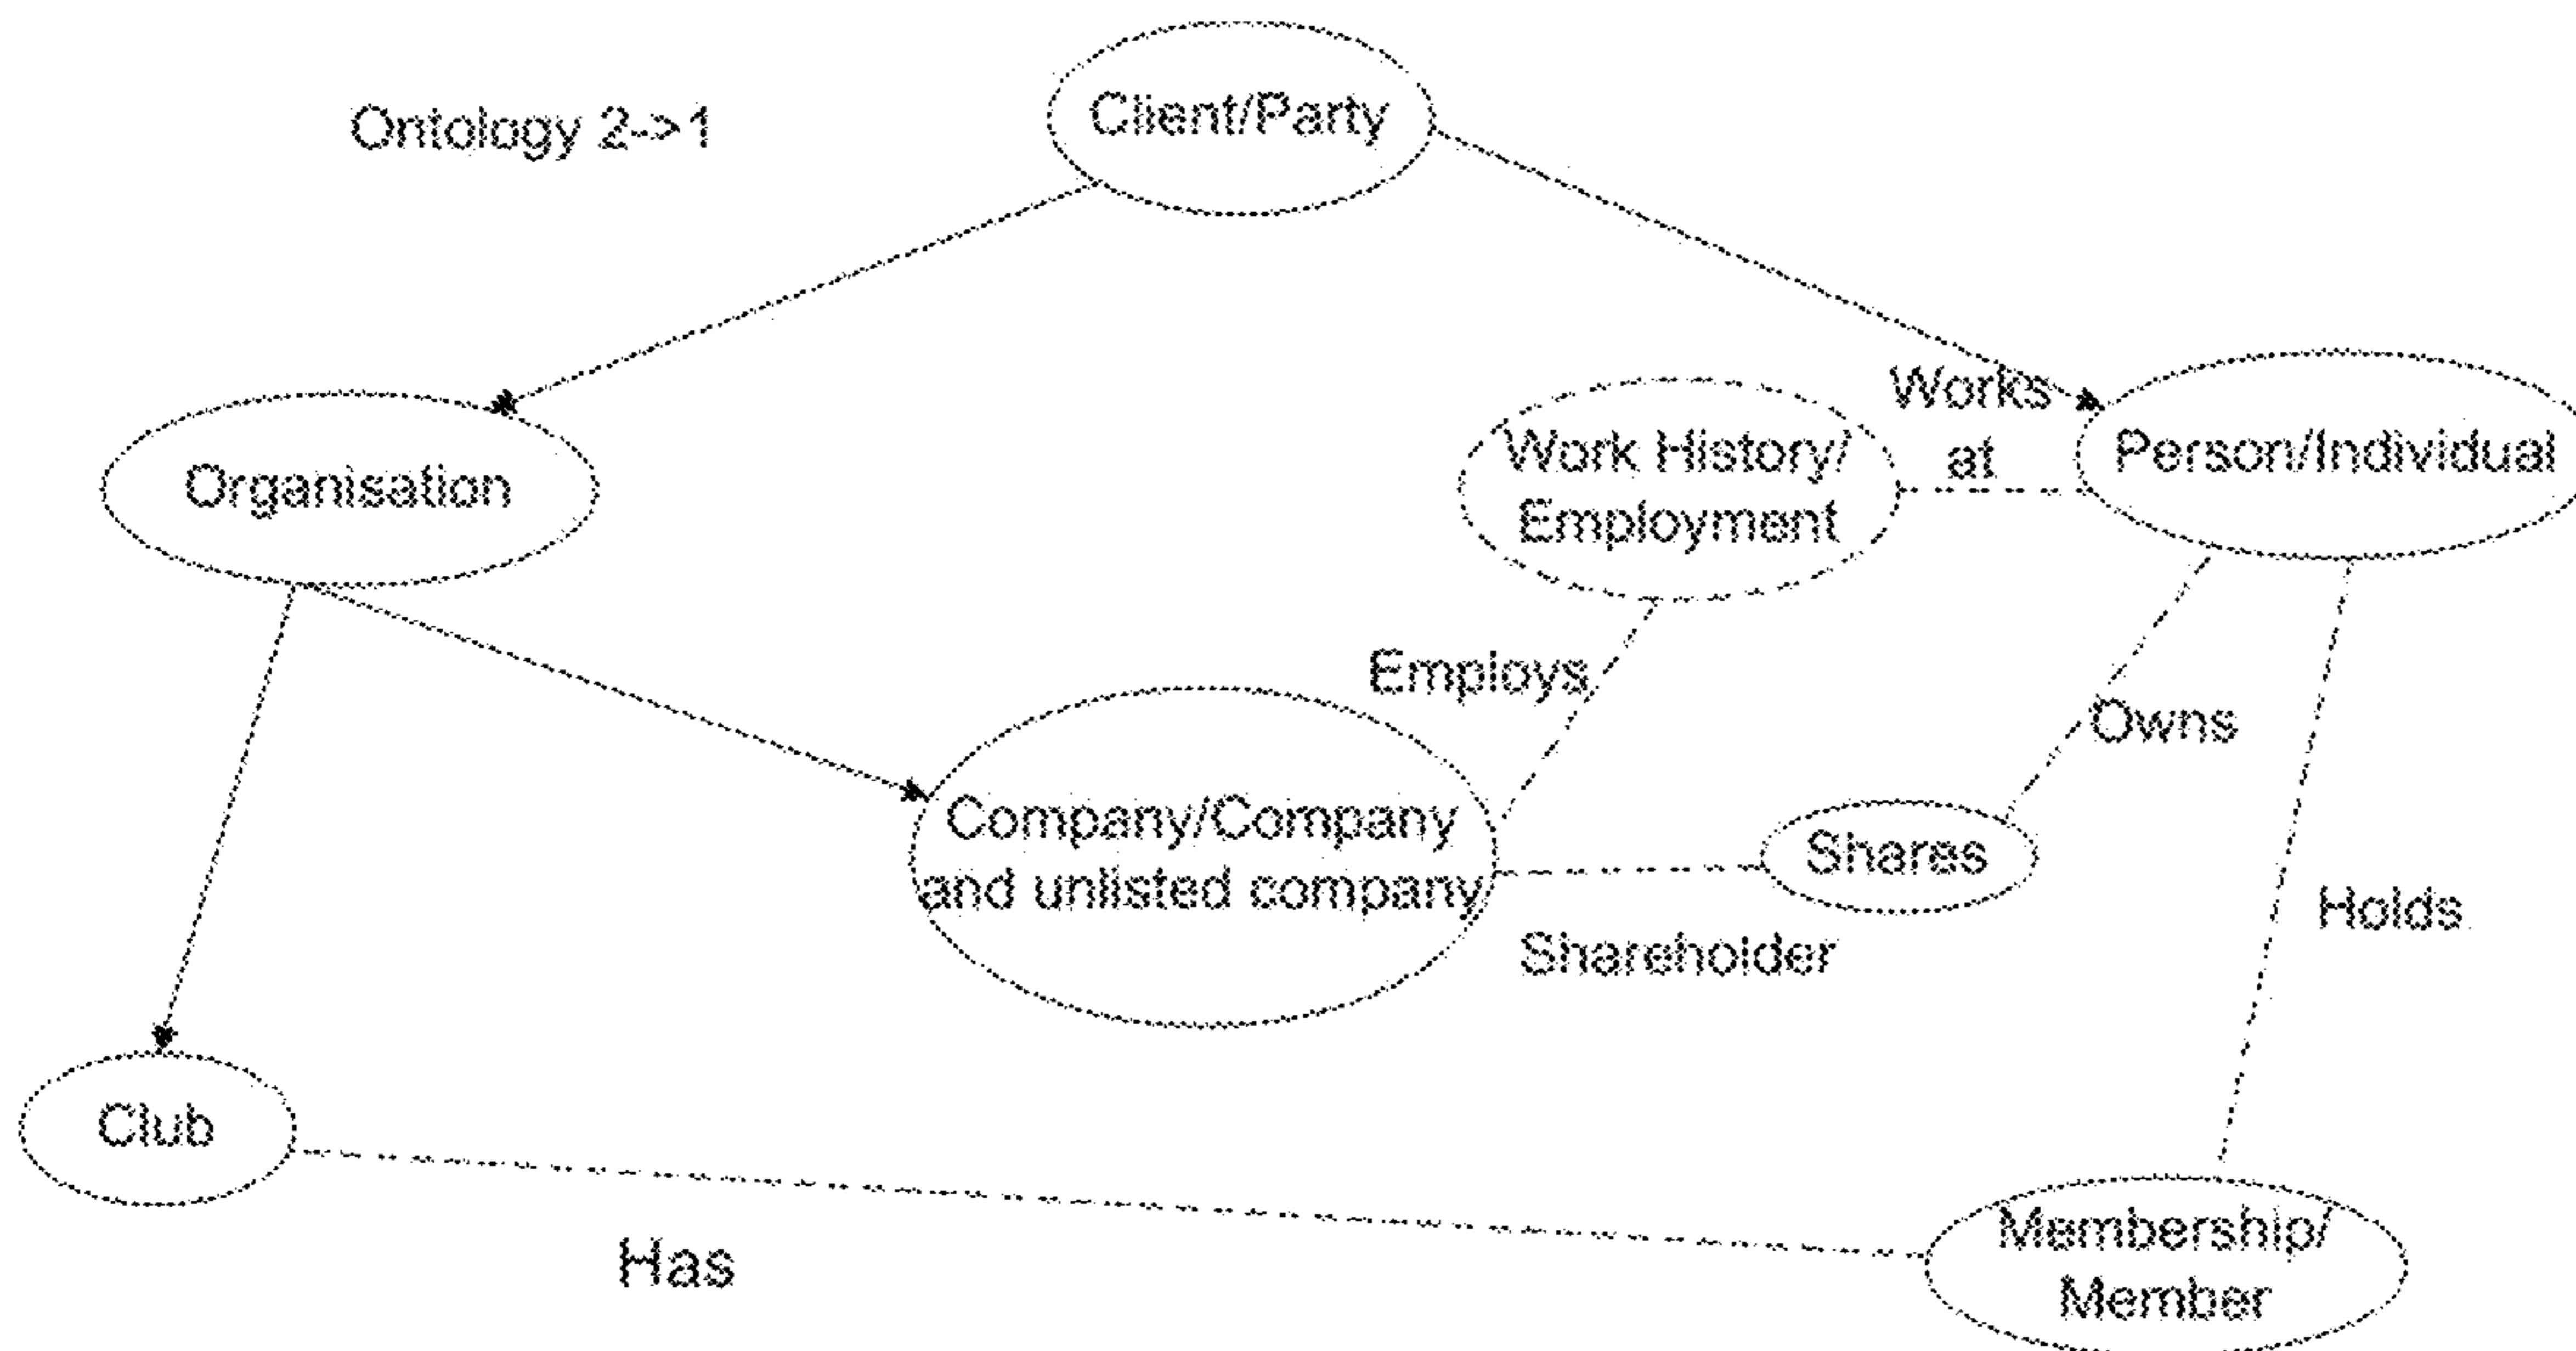 Client/Party
Ontology 2->1
Works
at
Work History/
Employment
Person/Individual
Organisation
Employs
Owns
Company/Company
and unlisted company
Shares
Holds
Shareholder
Club
Has
Membership/
Member